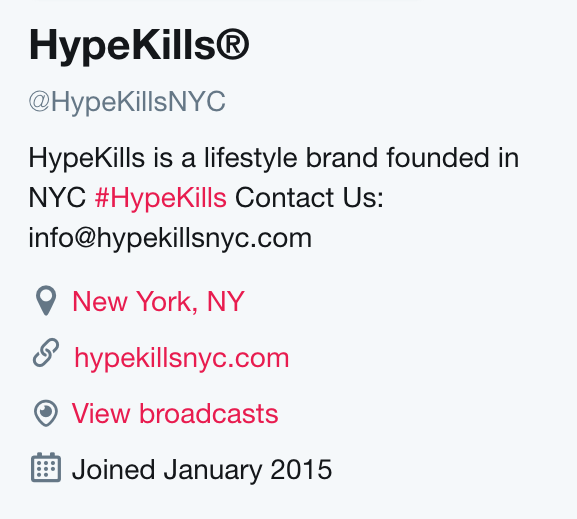 HypeKills®
@HypeKillsNYC
HypeKills is a lifestyle brand founded in
NYC #HypeKills Contact Us:
info@hypekillsnyc.com
New York, NY
hypekillsnyc.com
View broadcasts
Joined January 2015